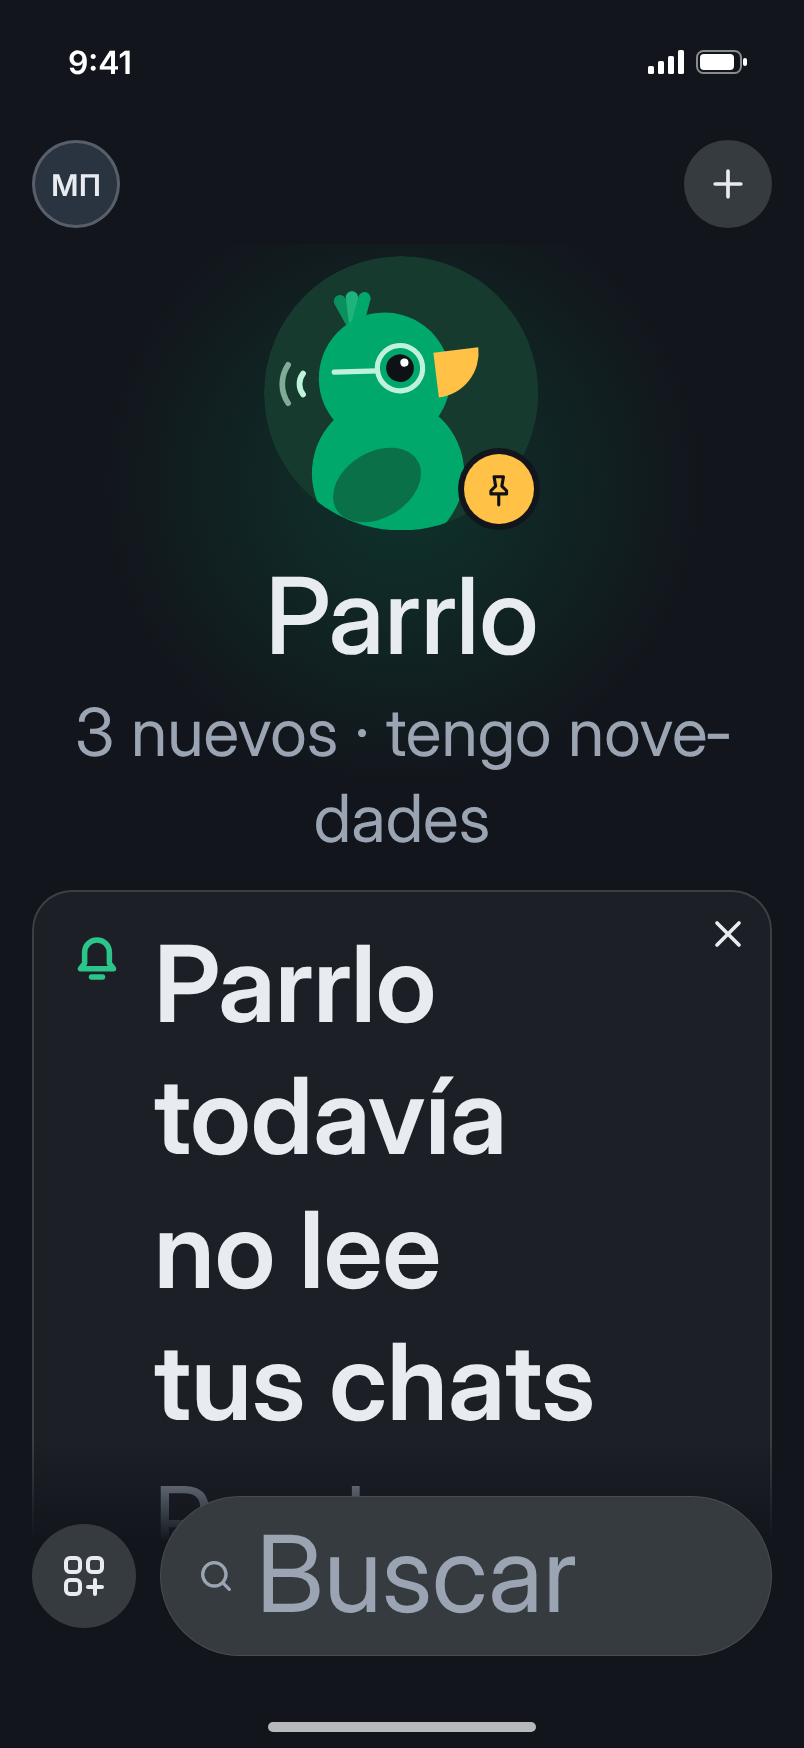 9:41
МП
Parrlo
3 nuevos · tengo nove-
dades
Parrlo
todavía
no lee
tus chats
Buscar